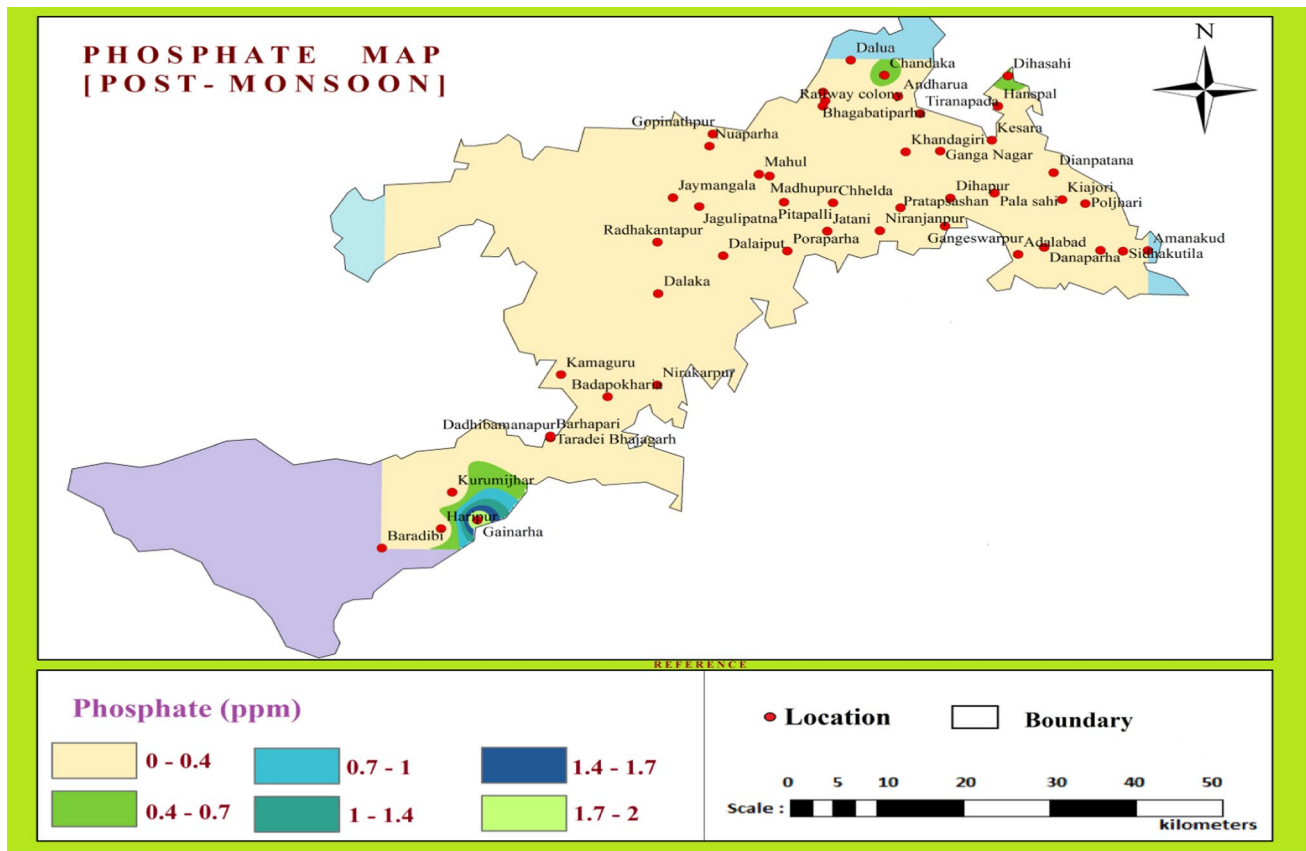 PHOSPHATE MAP
[POST- MONSOON]
N
Dalua
Chandaka
Dihasahi
Andharua
Railway colony
Tiranapada
Hanspal
Bhagabatiparha
Gopinathpur
Nuaparha
Khandagiri
Kesara
Ganga Nagar
Mahul
Dianpatana
Jaymangala
Madhupur
Chhelda
Dihapur
Kiajori
Pala sahi
Poljhari
Jagulipatna
Pitapalli
Pratapsashan
Radhakantapur
Jatani
Niranjanpur
Dalaiput
Poraparha
Gangeswarpur
Adalabad
Amanakud
Danaparha
Sidhakutila
Dalaka
Kamaguru
Nirakarpur
Badapokharia
Dadhibamanapur
Barhapari
Taradei Bhajagarh
Kurumijhar
Haripur
Gainarha
Baradibi
REFERENCE
Phosphate (ppm)
0 - 0.4
0.7 - 1
1.4 - 1.7
0.4 - 0.7
1 - 1.4
1.7 - 2
Location
Boundary
0 5 10 20 30 40 50
Scale :
kilometers